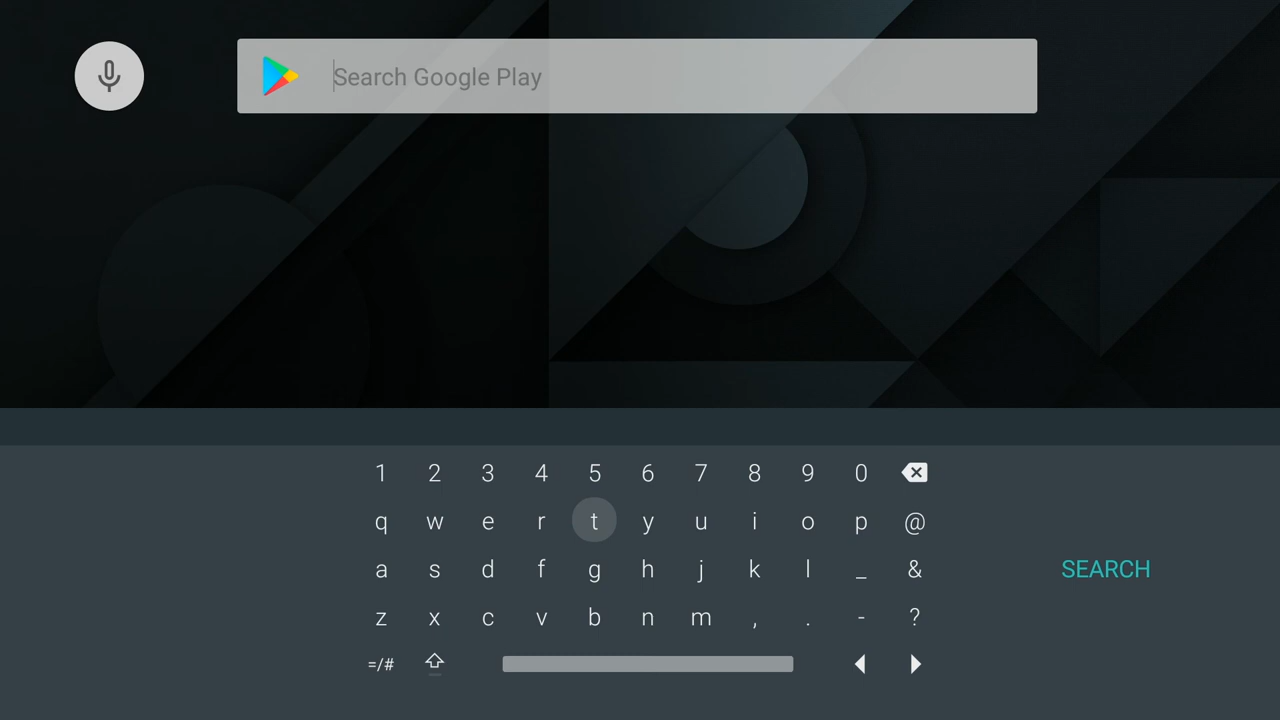 Search Google Play
1 2 3 4 5 6 7 8 9 0
q w e r t y u i o p @
a s d f g h j k l _ &
SEARCH
z x c v b n m , . - ?
=/#